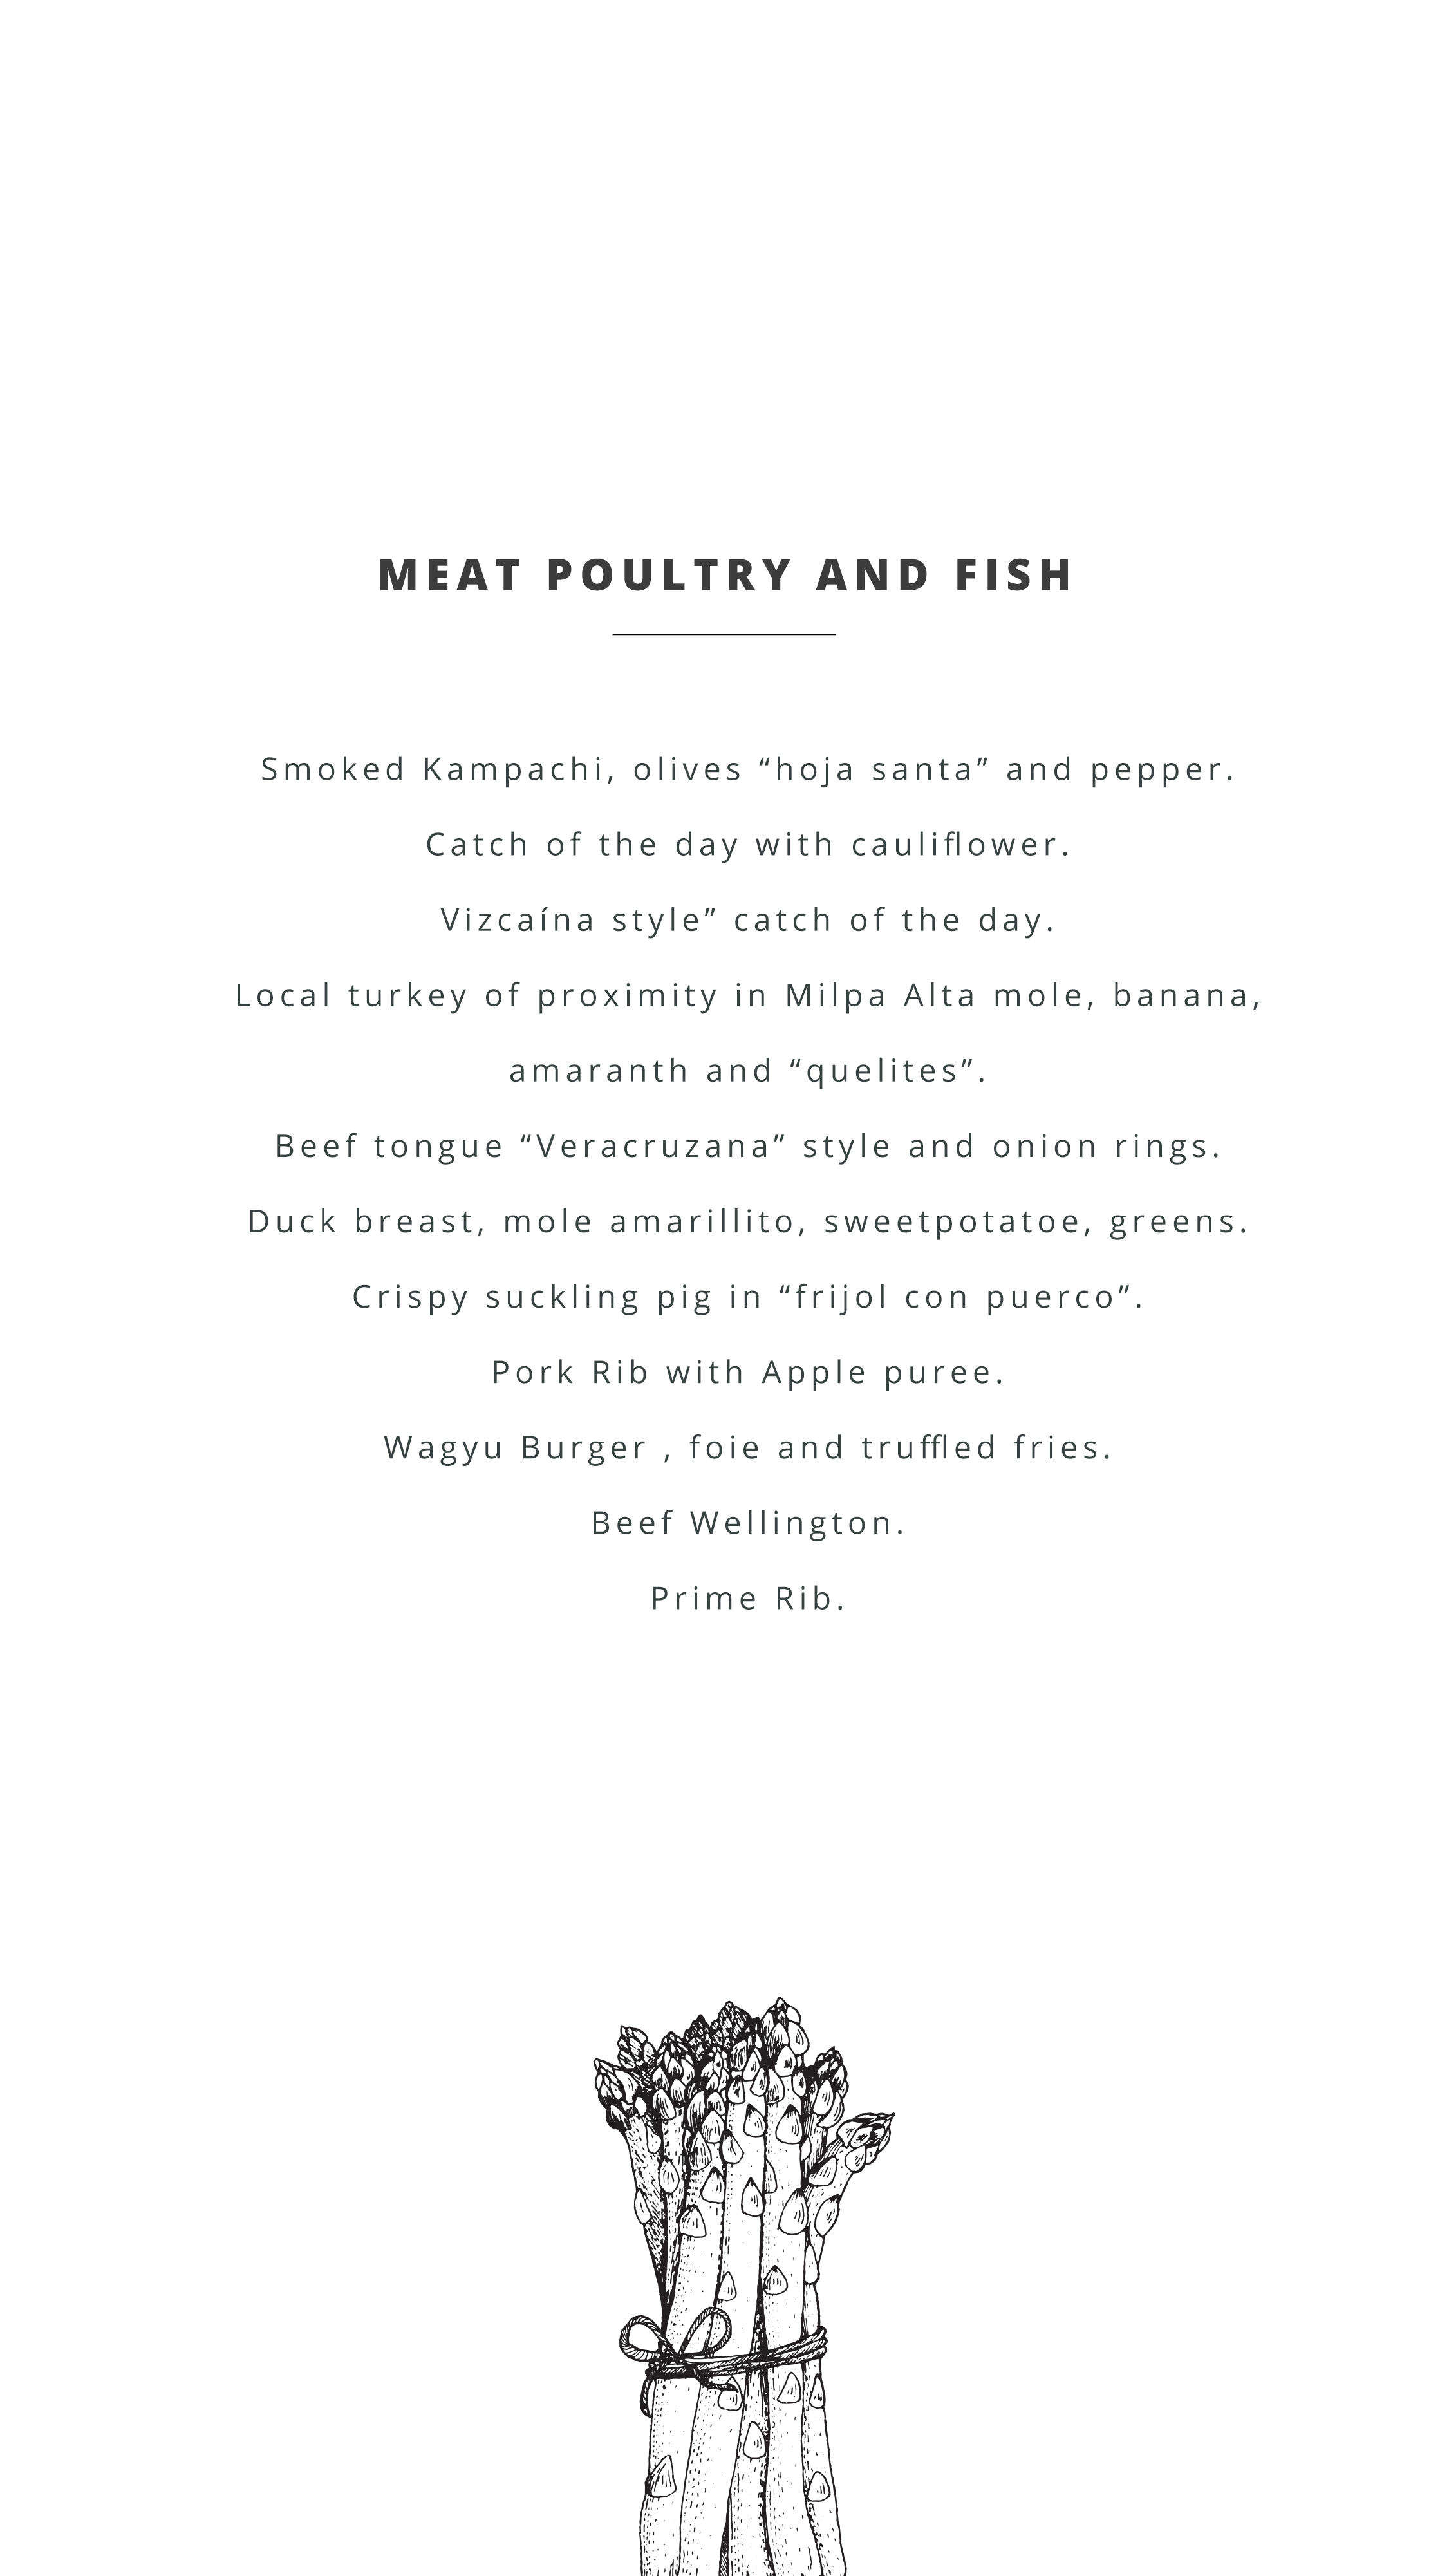 MEAT POULTRY AND FISH
Smoked Kampachi, olives “hoja santa” and pepper.
Catch of the day with cauliflower.
Vizcaína style” catch of the day.
Local turkey of proximity in Milpa Alta mole, banana,
amaranth and “quelites”.
Beef tongue “Veracruzana” style and onion rings.
Duck breast, mole amarillito, sweetpotatoe, greens.
Crispy suckling pig in “frijol con puerco”.
Pork Rib with Apple puree.
Wagyu Burger , foie and truffled fries.
Beef Wellington.
Prime Rib.